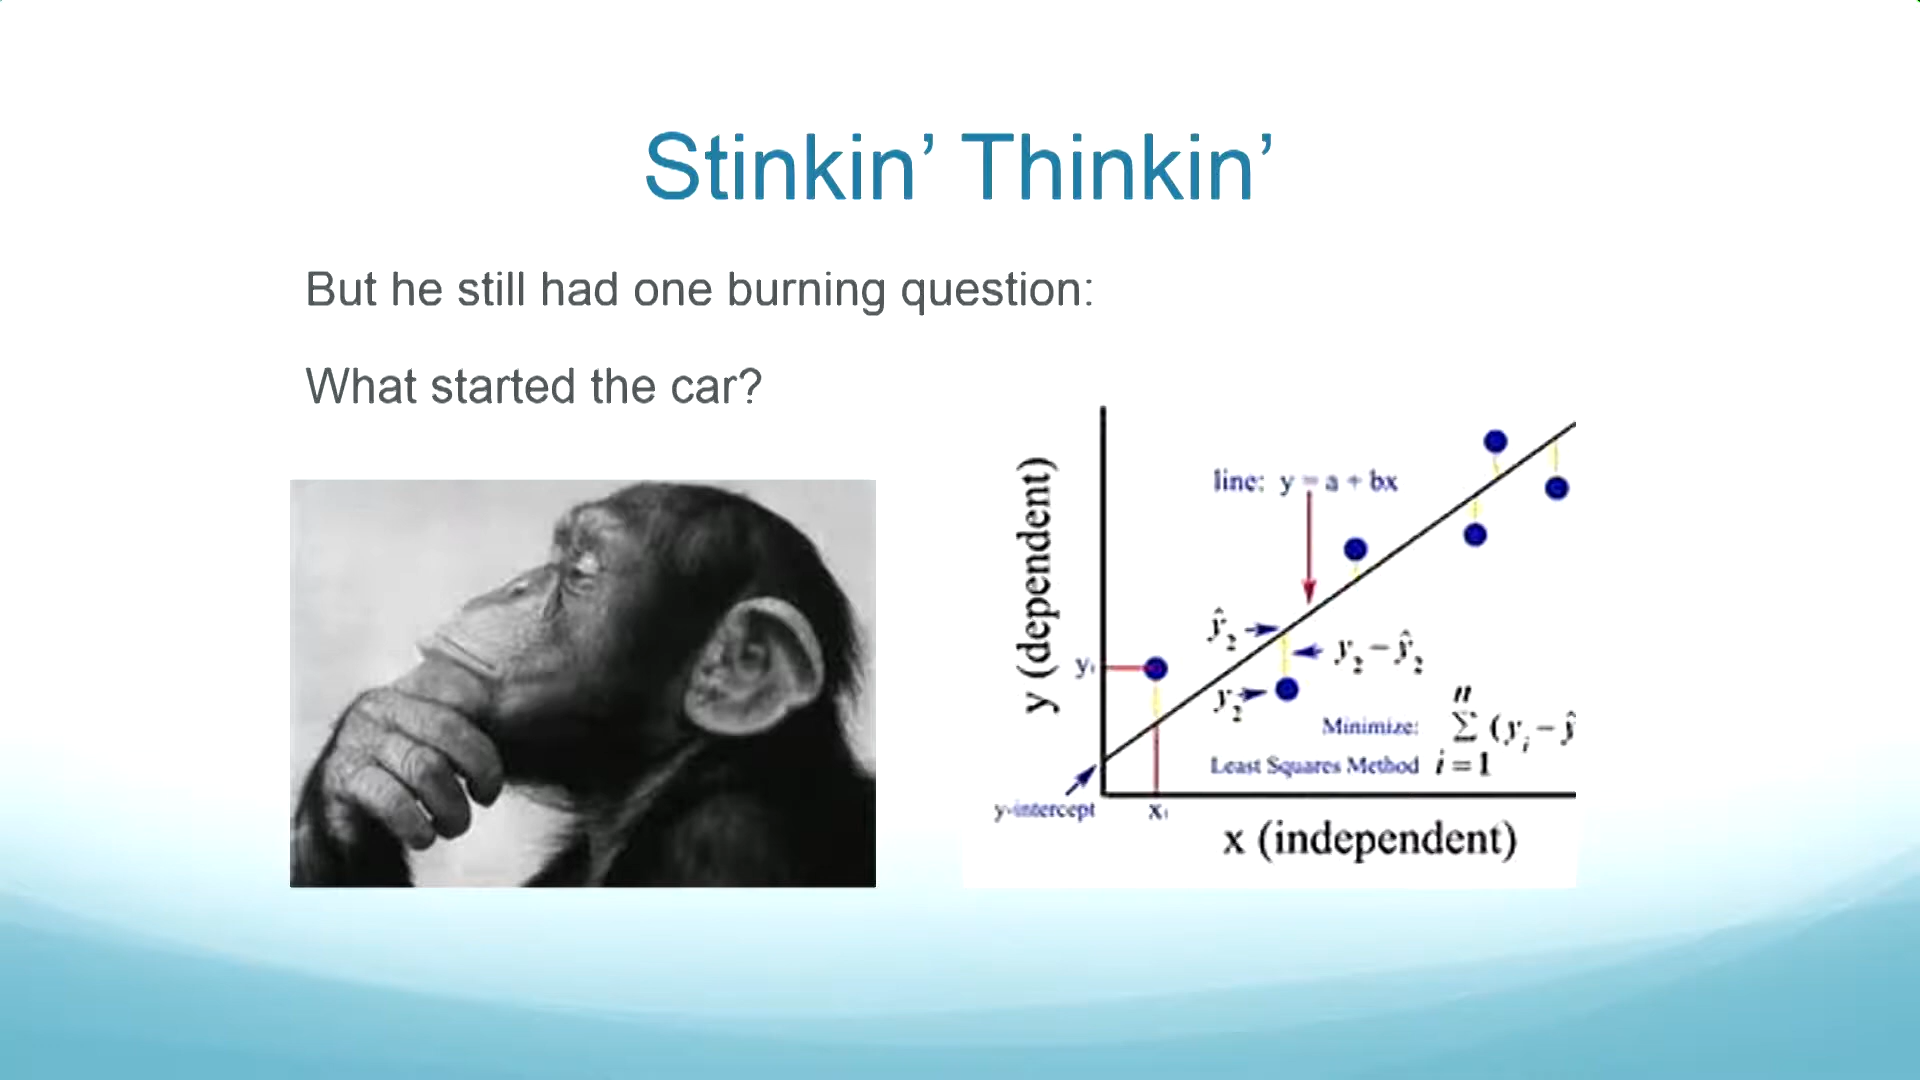 Stinkin’ Thinkin’
But he still had one burning question:
What started the car?
y (dependent)
line: y = a + bx
ŷ₂
y₂ – ŷ₂
yᵢ
y₂
Minimize:
n
Σ (yᵢ – ŷ
i = 1
Least Squares Method
y-intercept
xᵢ
x (independent)